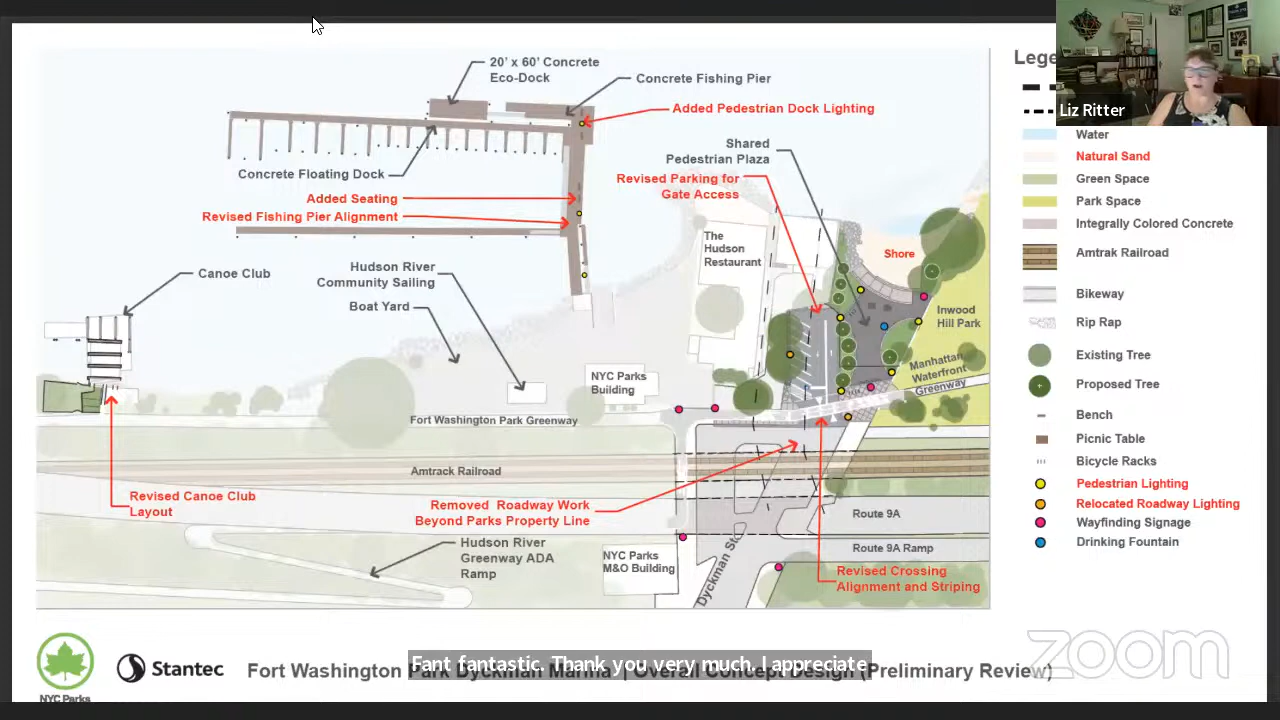 20' x 60' Concrete
Eco-Dock
Concrete Fishing Pier
Added Pedestrian Dock Lighting
Shared
Pedestrian Plaza
Concrete Floating Dock
Revised Parking for
Gate Access
Added Seating
Revised Fishing Pier Alignment
The
Hudson
Restaurant
Shore
Canoe Club
Hudson River
Community Sailing
Boat Yard
Inwood
Hill Park
NYC Parks
Building
Manhattan
Waterfront
Greenway
Fort Washington Park Greenway
Amtrack Railroad
Revised Canoe Club
Layout
Removed Roadway Work
Beyond Parks Property Line
Route 9A
Hudson River
Greenway ADA
Ramp
NYC Parks
M&O Building
Route 9A Ramp
Revised Crossing
Alignment and Striping
Dyckman St
Liz Ritter
Water
Natural Sand
Green Space
Park Space
Integrally Colored Concrete
Amtrak Railroad
Bikeway
Rip Rap
Existing Tree
Proposed Tree
Bench
Picnic Table
Bicycle Racks
Pedestrian Lighting
Relocated Roadway Lighting
Wayfinding Signage
Drinking Fountain
NYC Parks
Stantec
Fort Washington Park Dyckman Marina | Overall Concept Design (Preliminary Review)
Fant fantastic. Thank you very much. I appreciate
zoom